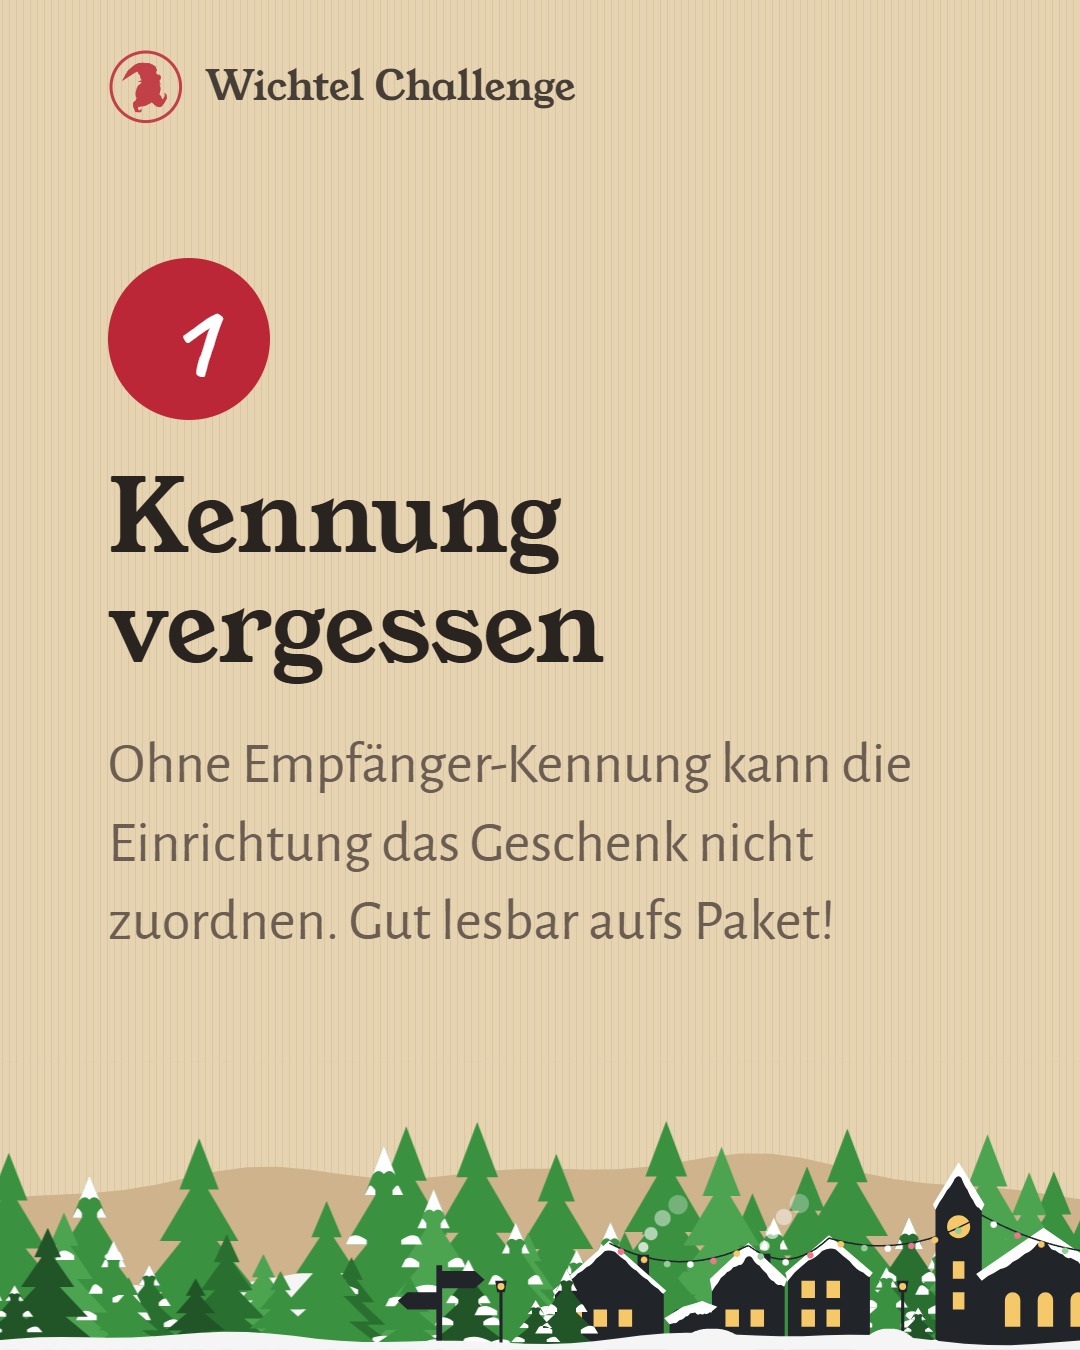 Wichtel Challenge
1
Kennung
vergessen
Ohne Empfänger-Kennung kann die
Einrichtung das Geschenk nicht
zuordnen. Gut lesbar aufs Paket!